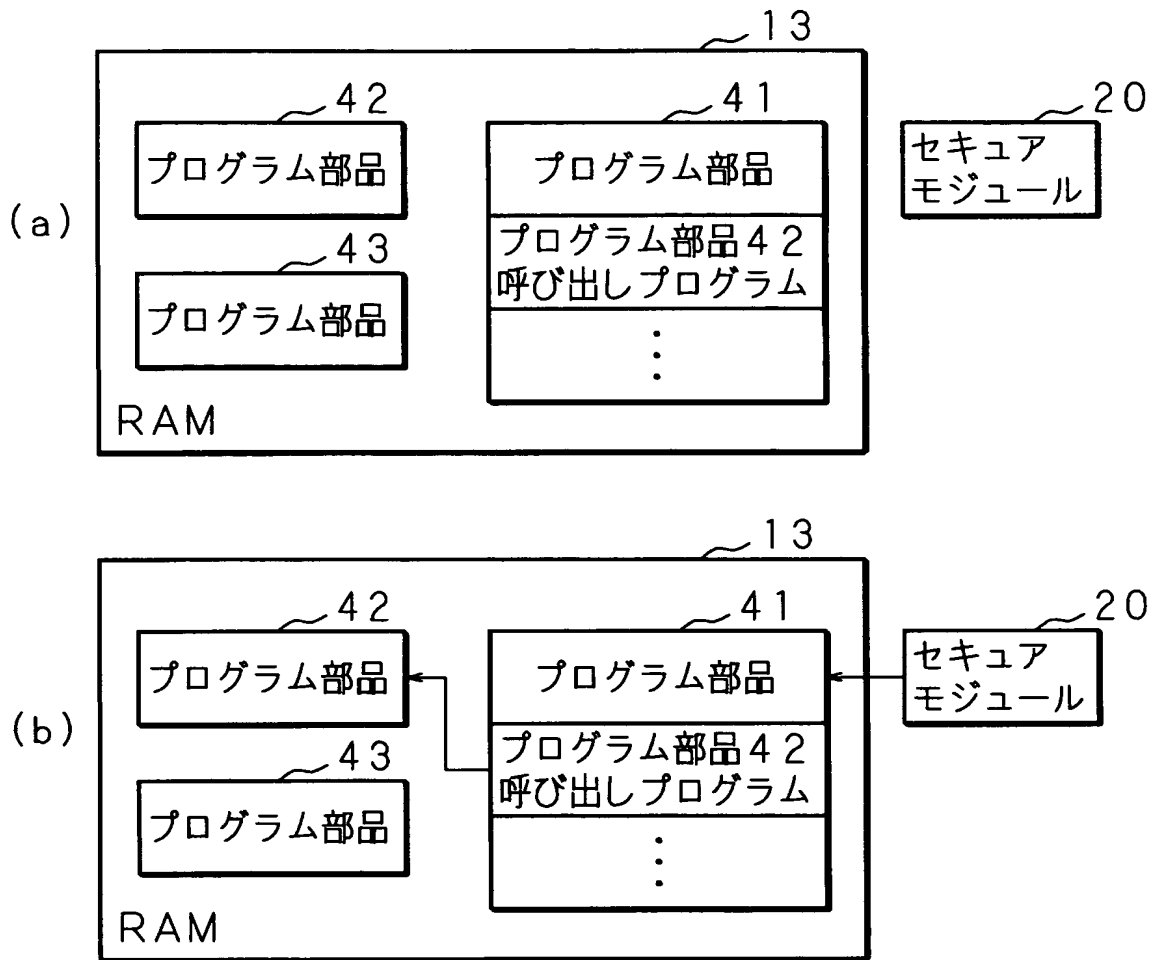 (a)
13
42
プログラム部品
43
プログラム部品
41
プログラム部品
プログラム部品42
呼び出しプログラム
⋮
RAM
20
セキュア
モジュール
(b)
13
42
プログラム部品
43
プログラム部品
41
プログラム部品
プログラム部品42
呼び出しプログラム
⋮
RAM
20
セキュア
モジュール